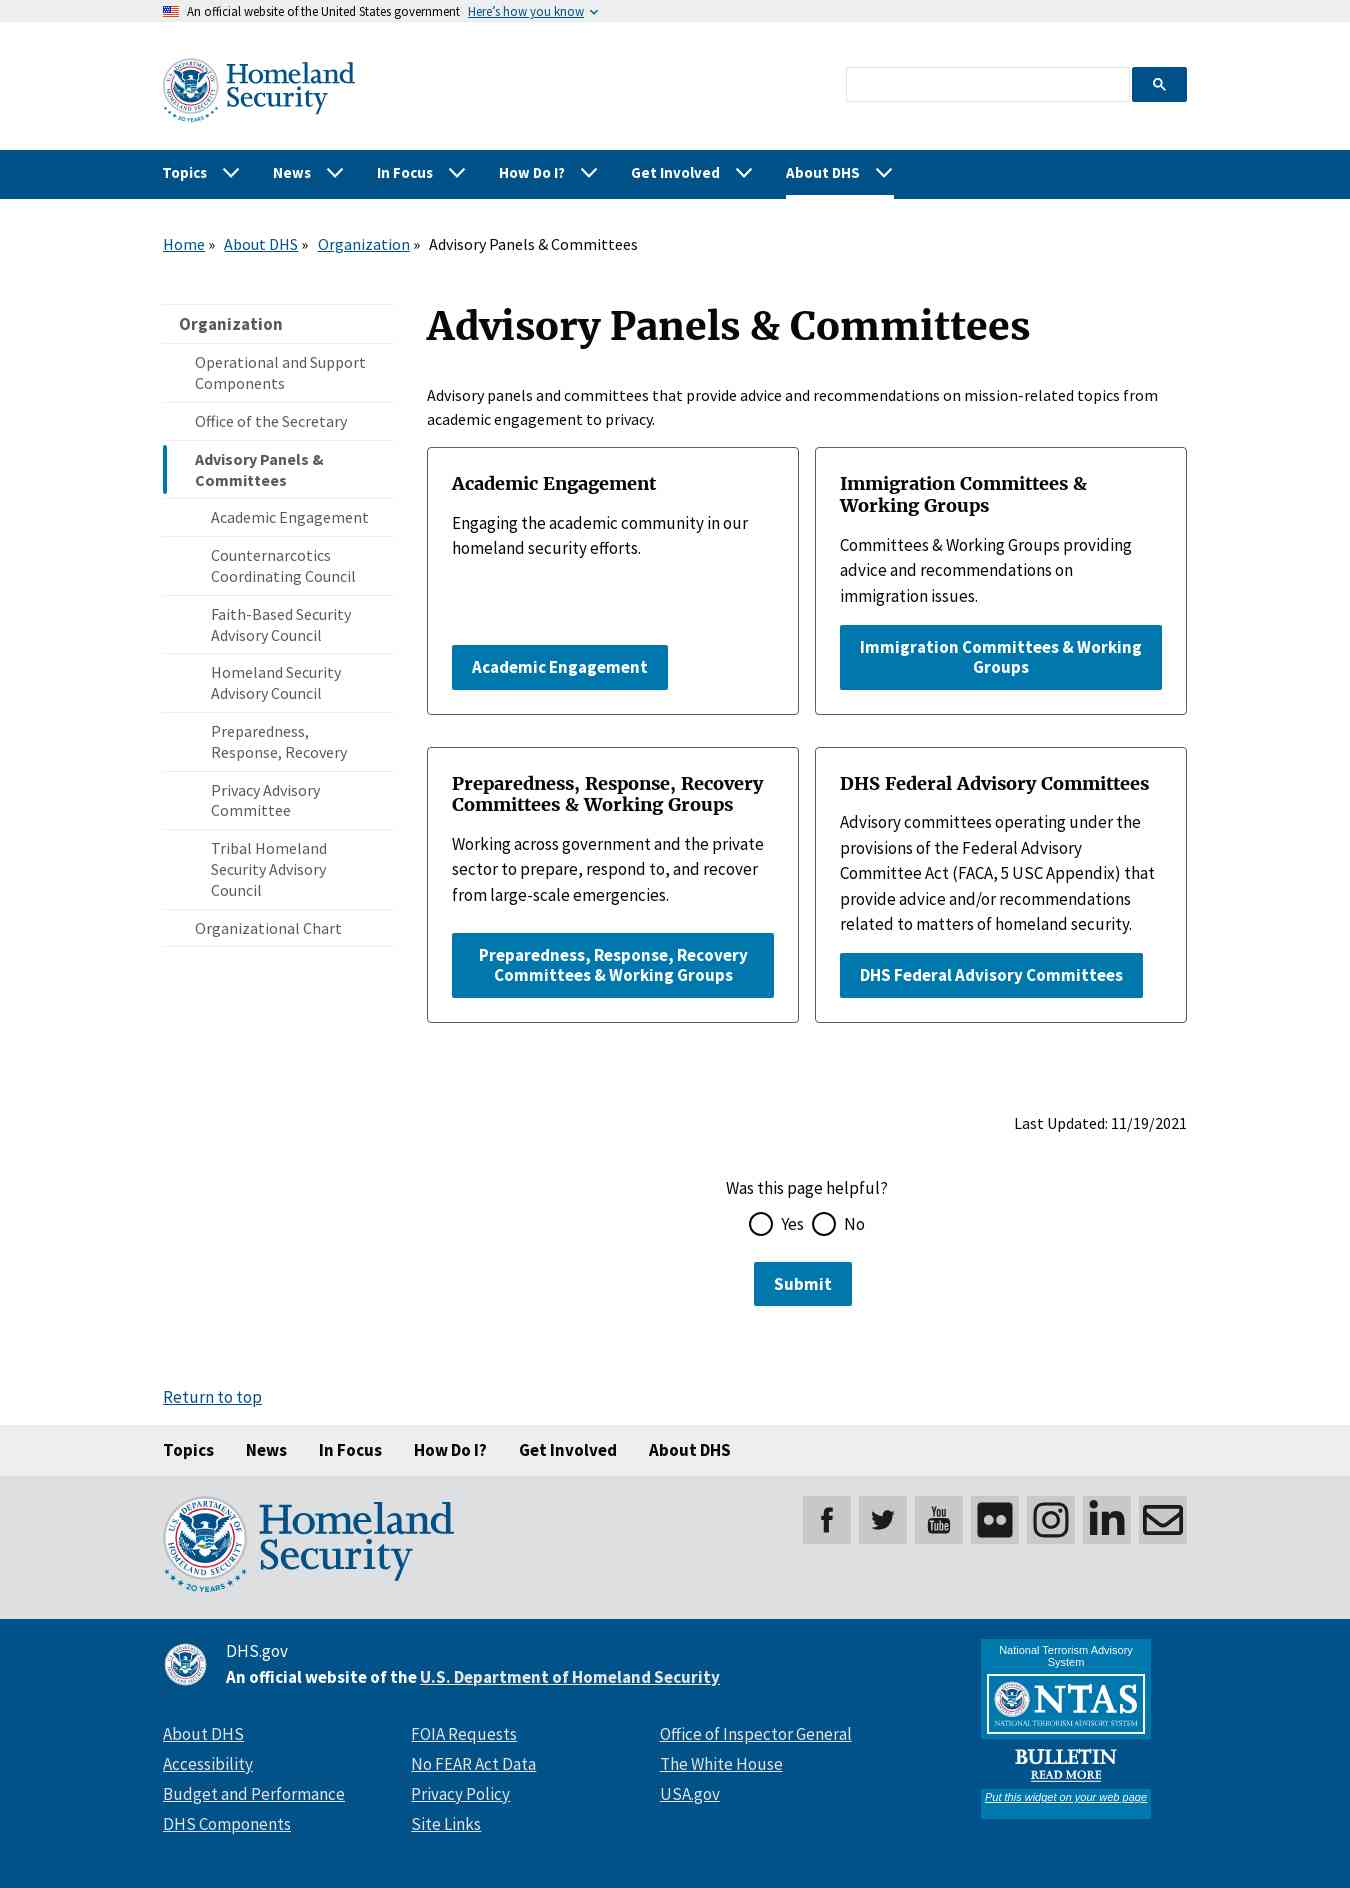 An official website of the United States government Here's how you know
U.S. DEPARTMENT OF HOMELAND SECURITY
20 YEARS
Homeland
Security
Topics News In Focus How Do I? Get Involved About DHS
Home » About DHS » Organization » Advisory Panels & Committees
Organization
Operational and Support
Components
Office of the Secretary
Advisory Panels &
Committees
Academic Engagement
Counternarcotics
Coordinating Council
Faith-Based Security
Advisory Council
Homeland Security
Advisory Council
Preparedness,
Response, Recovery
Privacy Advisory
Committee
Tribal Homeland
Security Advisory
Council
Organizational Chart
Advisory Panels & Committees
Advisory panels and committees that provide advice and recommendations on mission-related topics from
academic engagement to privacy.
Academic Engagement
Engaging the academic community in our
homeland security efforts.
Academic Engagement
Immigration Committees &
Working Groups
Committees & Working Groups providing
advice and recommendations on
immigration issues.
Immigration Committees & Working
Groups
Preparedness, Response, Recovery
Committees & Working Groups
Working across government and the private
sector to prepare, respond to, and recover
from large-scale emergencies.
Preparedness, Response, Recovery
Committees & Working Groups
DHS Federal Advisory Committees
Advisory committees operating under the
provisions of the Federal Advisory
Committee Act (FACA, 5 USC Appendix) that
provide advice and/or recommendations
related to matters of homeland security.
DHS Federal Advisory Committees
Last Updated: 11/19/2021
Was this page helpful?
Yes No
Submit
Return to top
Topics News In Focus How Do I? Get Involved About DHS
U.S. DEPARTMENT OF HOMELAND SECURITY
20 YEARS
Homeland
Security
You
Tube
DHS.gov
An official website of the U.S. Department of Homeland Security
About DHS
Accessibility
Budget and Performance
DHS Components
FOIA Requests
No FEAR Act Data
Privacy Policy
Site Links
Office of Inspector General
The White House
USA.gov
National Terrorism Advisory
System
NTAS
NATIONAL TERRORISM ADVISORY SYSTEM
BULLETIN
READ MORE
Put this widget on your web page